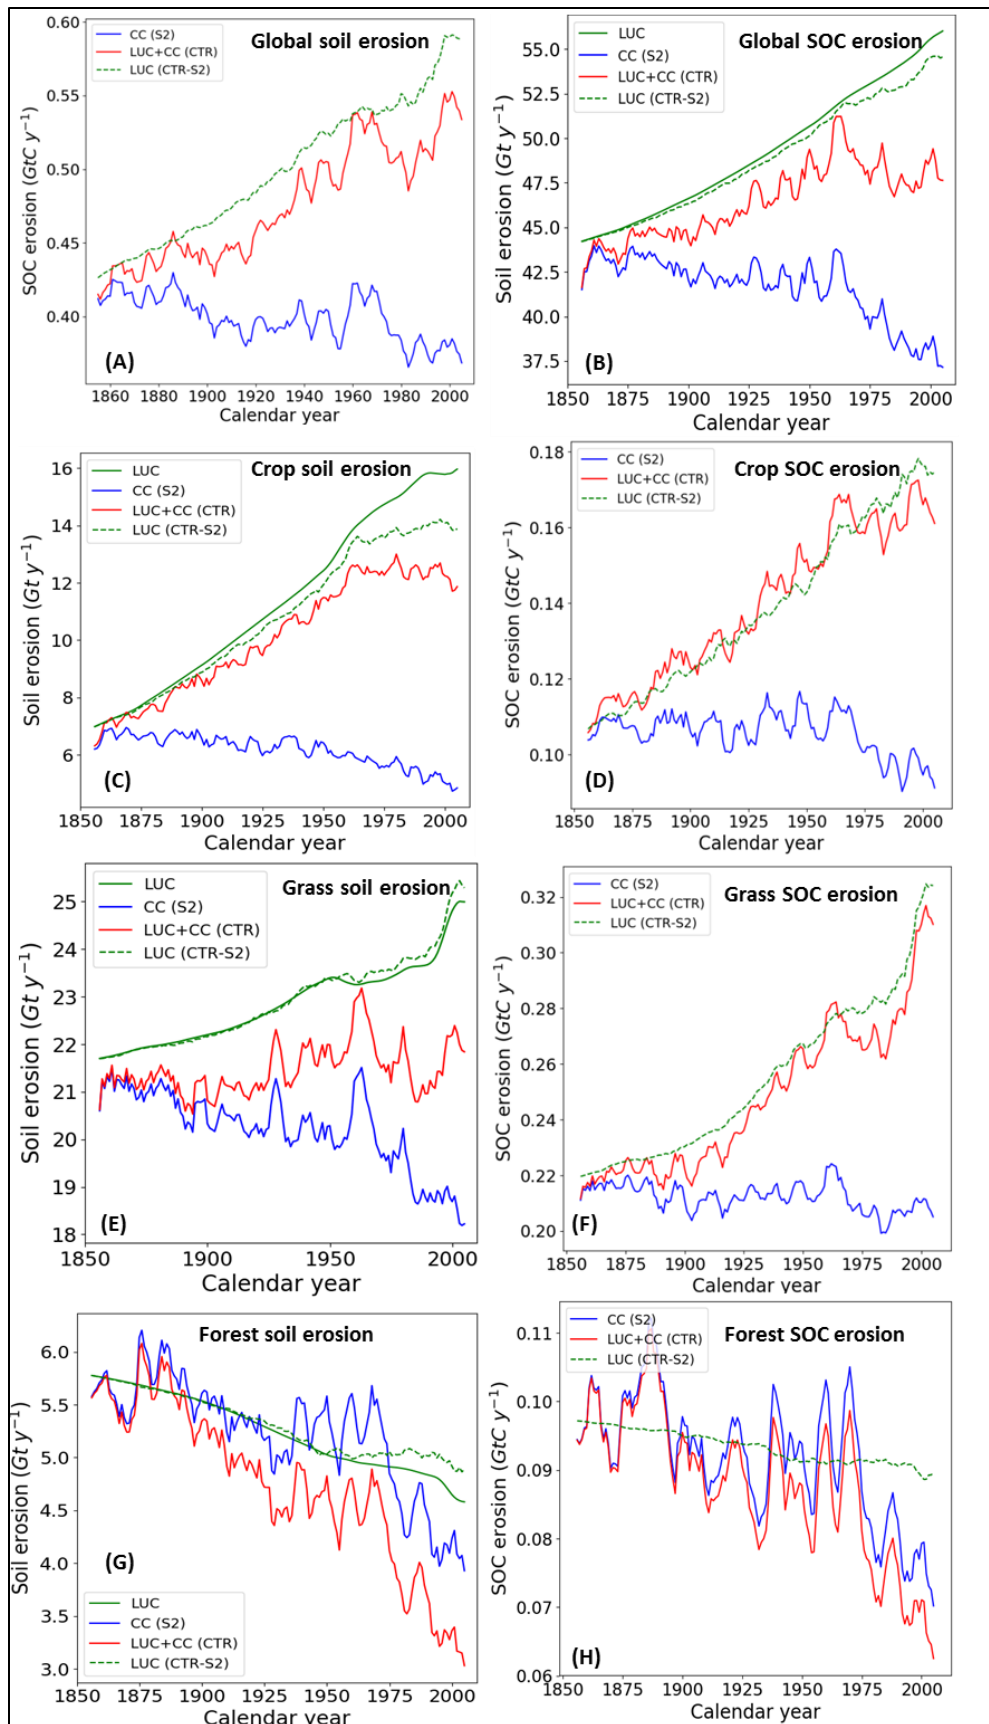 Global soil erosion
CC (S2)
LUC+CC (CTR)
LUC (CTR-S2)
SOC erosion (GtC y⁻¹)
0.60
0.55
0.50
0.45
0.40
(A)
1860 1880 1900 1920 1940 1960 1980 2000
Calendar year
Global SOC erosion
LUC
CC (S2)
LUC+CC (CTR)
LUC (CTR-S2)
Soil erosion (Gt y⁻¹)
55.0
52.5
50.0
47.5
45.0
42.5
40.0
37.5
(B)
1850 1875 1900 1925 1950 1975 2000
Calendar year
Crop soil erosion
LUC
CC (S2)
LUC+CC (CTR)
LUC (CTR-S2)
Soil erosion (Gt y⁻¹)
16
14
12
10
8
6
(C)
1850 1875 1900 1925 1950 1975 2000
Calendar year
Crop SOC erosion
CC (S2)
LUC+CC (CTR)
LUC (CTR-S2)
SOC erosion (GtC y⁻¹)
0.18
0.16
0.14
0.12
0.10
(D)
1850 1875 1900 1925 1950 1975 2000
Calendar year
Grass soil erosion
LUC
CC (S2)
LUC+CC (CTR)
LUC (CTR-S2)
Soil erosion (Gt y⁻¹)
25
24
23
22
21
20
19
18
(E)
1850 1900 1950 2000
Calendar year
Grass SOC erosion
CC (S2)
LUC+CC (CTR)
LUC (CTR-S2)
SOC erosion (GtC y⁻¹)
0.32
0.30
0.28
0.26
0.24
0.22
0.20
(F)
1850 1875 1900 1925 1950 1975 2000
Calendar year
Forest soil erosion
Soil erosion (Gt y⁻¹)
6.0
5.5
5.0
4.5
4.0
3.5
3.0
(G)
LUC
CC (S2)
LUC+CC (CTR)
LUC (CTR-S2)
1850 1875 1900 1925 1950 1975 2000
Calendar year
Forest SOC erosion
CC (S2)
LUC+CC (CTR)
LUC (CTR-S2)
SOC erosion (GtC y⁻¹)
0.11
0.10
0.09
0.08
0.07
0.06
(H)
1850 1875 1900 1925 1950 1975 2000
Calendar year